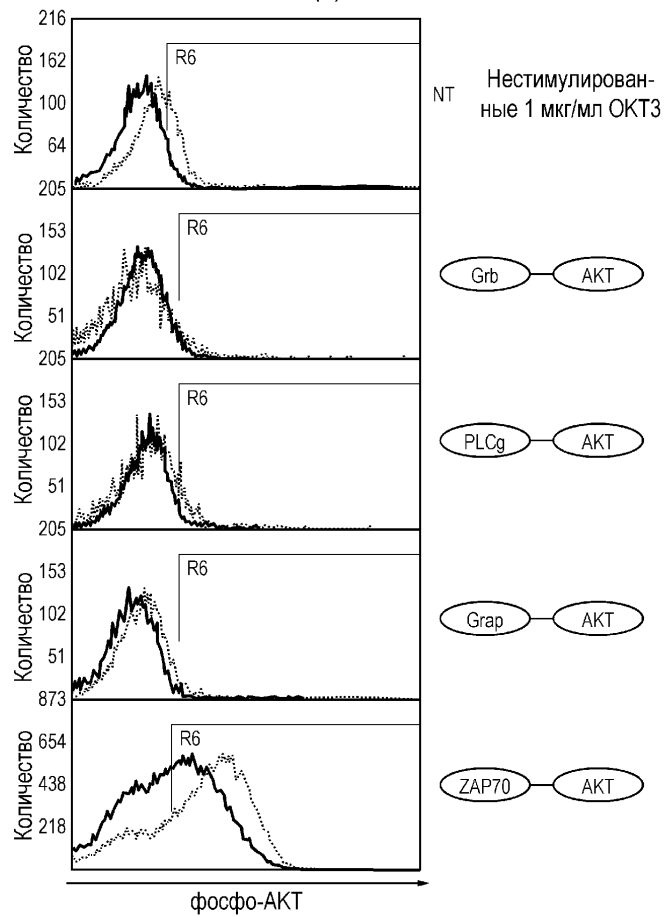 216
162
100
64
205
Количество
R6
NT
Нестимулирован-
ные 1 мкг/мл OKT3
153
102
51
205
Количество
R6
Grb
AKT
153
102
51
205
Количество
R6
PLCg
AKT
153
102
51
873
Количество
R6
Grap
AKT
654
438
218
Количество
R6
ZAP70
AKT
фосфо-AKT